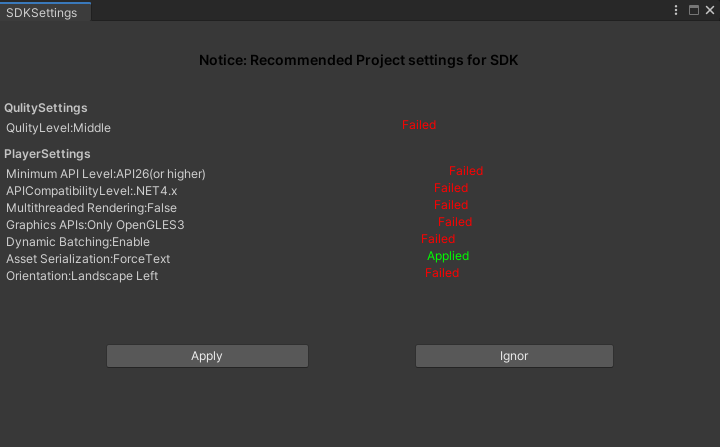 SDKSettings
Notice: Recommended Project settings for SDK
QulitySettings
QulityLevel:Middle Failed
PlayerSettings
Minimum API Level:API26(or higher) Failed
APICompatibilityLevel:.NET4.x Failed
Multithreaded Rendering:False Failed
Graphics APIs:Only OpenGLES3 Failed
Dynamic Batching:Enable Failed
Asset Serialization:ForceText Applied
Orientation:Landscape Left Failed
Apply Ignor